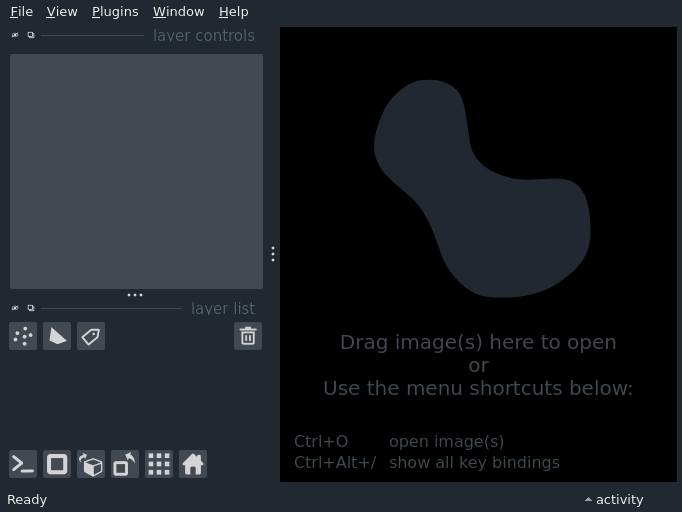 File View Plugins Window Help
layer controls
layer list
Drag image(s) here to open
or
Use the menu shortcuts below:
Ctrl+O open image(s)
Ctrl+Alt+/ show all key bindings
Ready activity